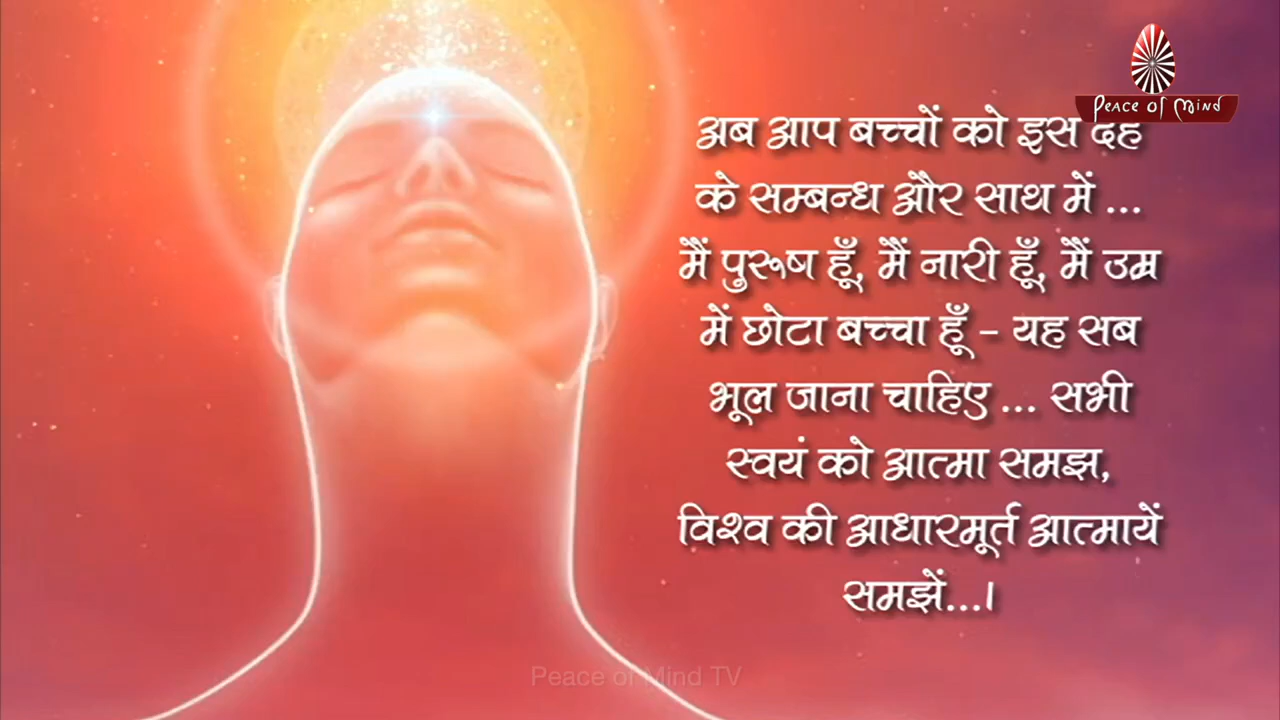 Peace of Mind
अब आप बच्चों को इस देह
के सम्बन्ध और साथ में ...
मैं पुरूष हूँ, मैं नारी हूँ, मैं उम्र
में छोटा बच्चा हूँ - यह सब
भूल जाना चाहिए ... सभी
स्वयं को आत्मा समझ,
विश्व की आधारमूर्त आत्मायें
समझें...।
Peace of Mind TV